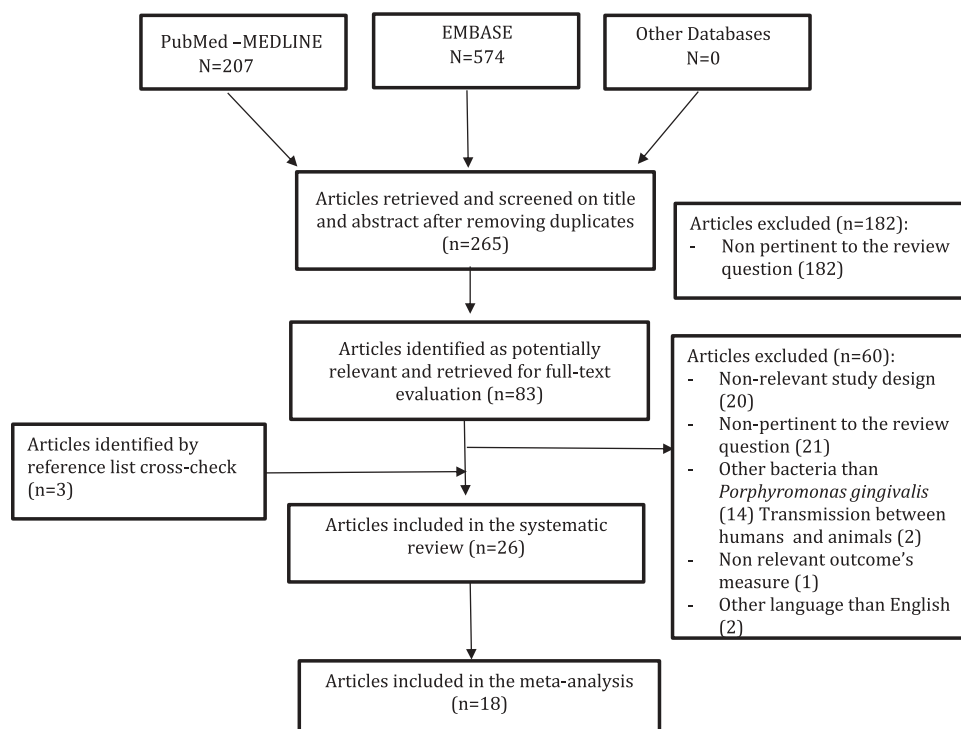 PubMed –MEDLINE
N=207
EMBASE
N=574
Other Databases
N=0
Articles retrieved and screened on title
and abstract after removing duplicates
(n=265)
Articles excluded (n=182):
- Non pertinent to the review
question (182)
Articles identified as potentially
relevant and retrieved for full-text
evaluation (n=83)
Articles excluded (n=60):
- Non-relevant study design
(20)
- Non-pertinent to the review
question (21)
- Other bacteria than
Porphyromonas gingivalis
(14) Transmission between
humans and animals (2)
- Non relevant outcome's
measure (1)
- Other language than English
(2)
Articles identified by
reference list cross-check
(n=3)
Articles included in the systematic
review (n=26)
Articles included in the meta-analysis
(n=18)